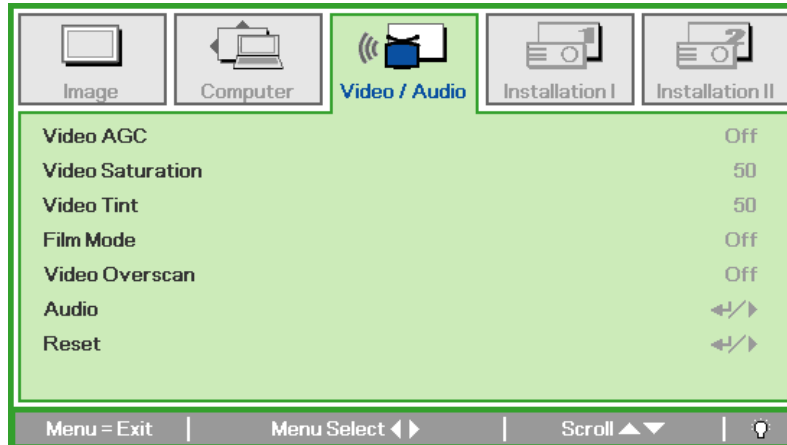 Image Computer Video / Audio Installation I Installation II
Video AGC Off
Video Saturation 50
Video Tint 50
Film Mode Off
Video Overscan Off
Audio
Reset
Menu = Exit Menu Select Scroll